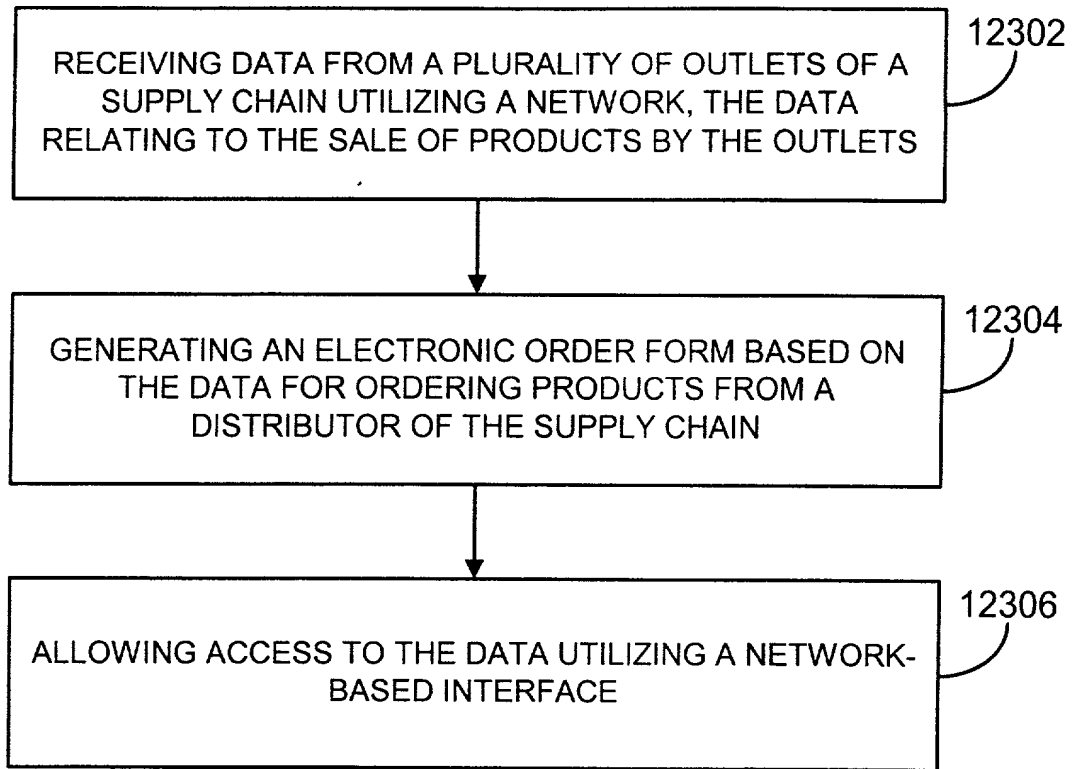 12302
RECEIVING DATA FROM A PLURALITY OF OUTLETS OF A
SUPPLY CHAIN UTILIZING A NETWORK, THE DATA
RELATING TO THE SALE OF PRODUCTS BY THE OUTLETS
12304
GENERATING AN ELECTRONIC ORDER FORM BASED ON
THE DATA FOR ORDERING PRODUCTS FROM A
DISTRIBUTOR OF THE SUPPLY CHAIN
12306
ALLOWING ACCESS TO THE DATA UTILIZING A NETWORK-
BASED INTERFACE